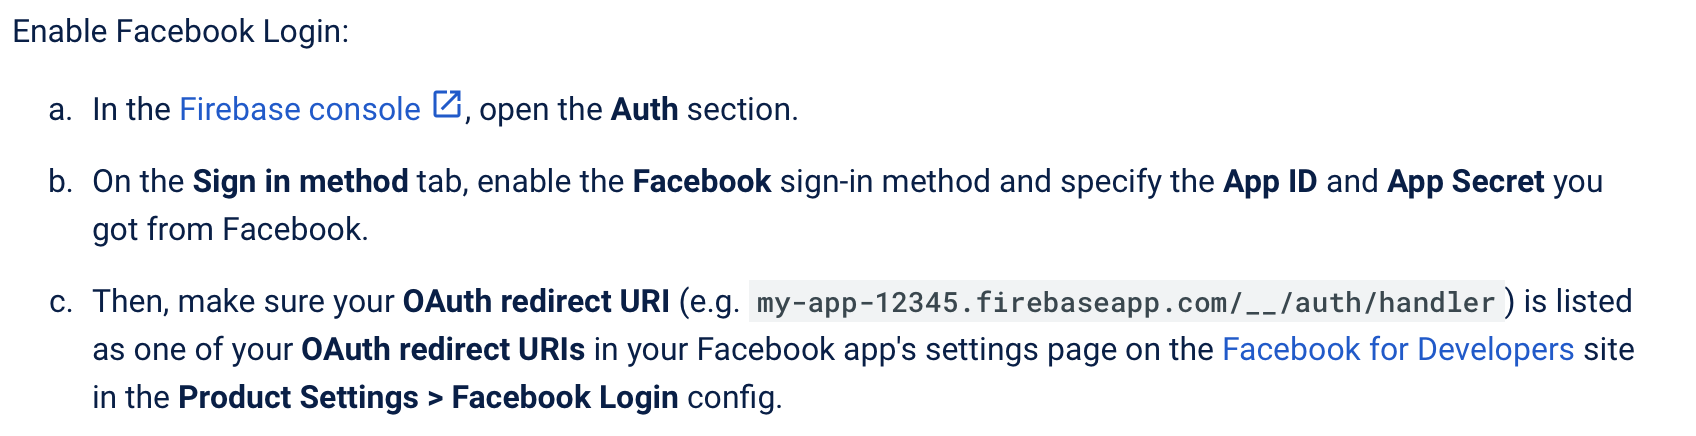 Enable Facebook Login:
a. In the Firebase console, open the Auth section.
b. On the Sign in method tab, enable the Facebook sign-in method and specify the App ID and App Secret you
got from Facebook.
c. Then, make sure your OAuth redirect URI (e.g. my-app-12345.firebaseapp.com/__/auth/handler) is listed
as one of your OAuth redirect URIs in your Facebook app's settings page on the Facebook for Developers site
in the Product Settings > Facebook Login config.